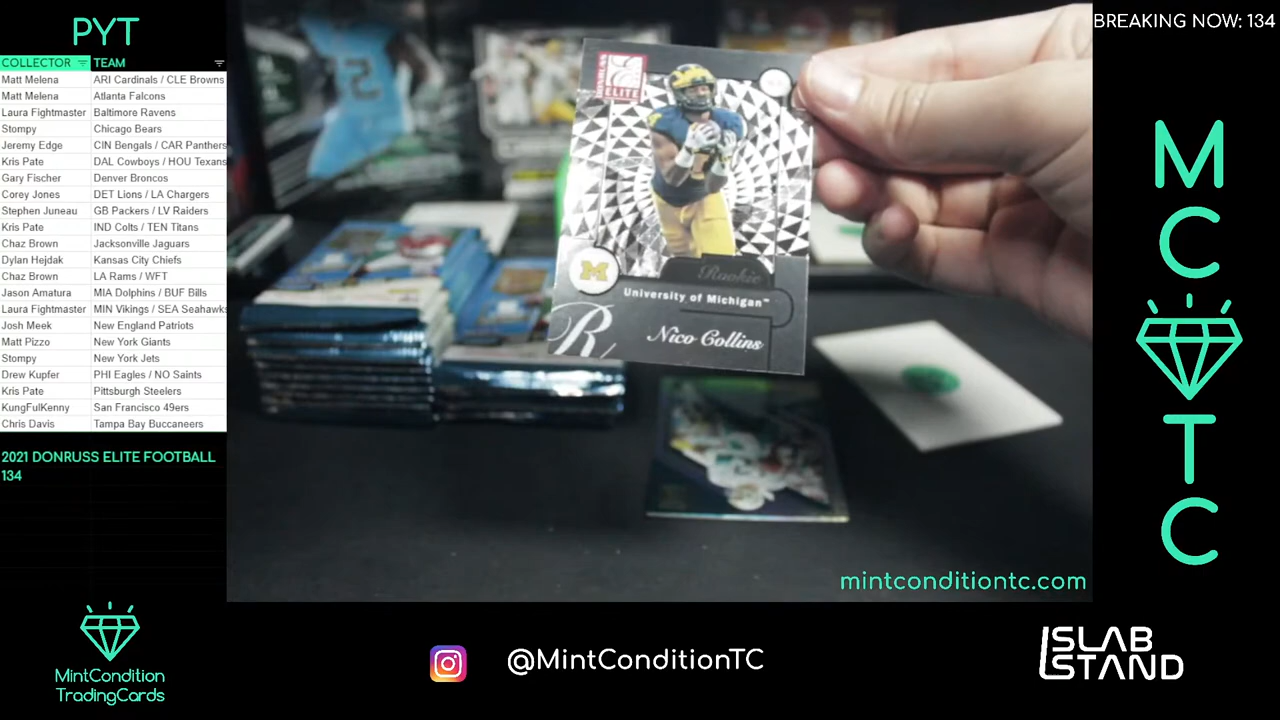 PYT
COLLECTOR TEAM
Matt Melena ARI Cardinals / CLE Browns
Matt Melena Atlanta Falcons
Laura Fightmaster Baltimore Ravens
Stompy Chicago Bears
Jeremy Edge CIN Bengals / CAR Panthers
Kris Pate DAL Cowboys / HOU Texans
Gary Fischer Denver Broncos
Corey Jones DET Lions / LA Chargers
Stephen Juneau GB Packers / LV Raiders
Kris Pate IND Colts / TEN Titans
Chaz Brown Jacksonville Jaguars
Dylan Hejdak Kansas City Chiefs
Chaz Brown LA Rams / WFT
Jason Amatura MIA Dolphins / BUF Bills
Laura Fightmaster MIN Vikings / SEA Seahawks
Josh Meek New England Patriots
Matt Pizzo New York Giants
Stompy New York Jets
Drew Kupfer PHI Eagles / NO Saints
Kris Pate Pittsburgh Steelers
KungFulKenny San Francisco 49ers
Chris Davis Tampa Bay Buccaneers
2021 DONRUSS ELITE FOOTBALL
134
BREAKING NOW: 134
DONRUSS
ELITE
M
Rookie
University of Michigan™
R
Nico Collins
mintconditiontc.com
M
C
T
C
MintCondition
TradingCards
@MintConditionTC
SLAB
STAND